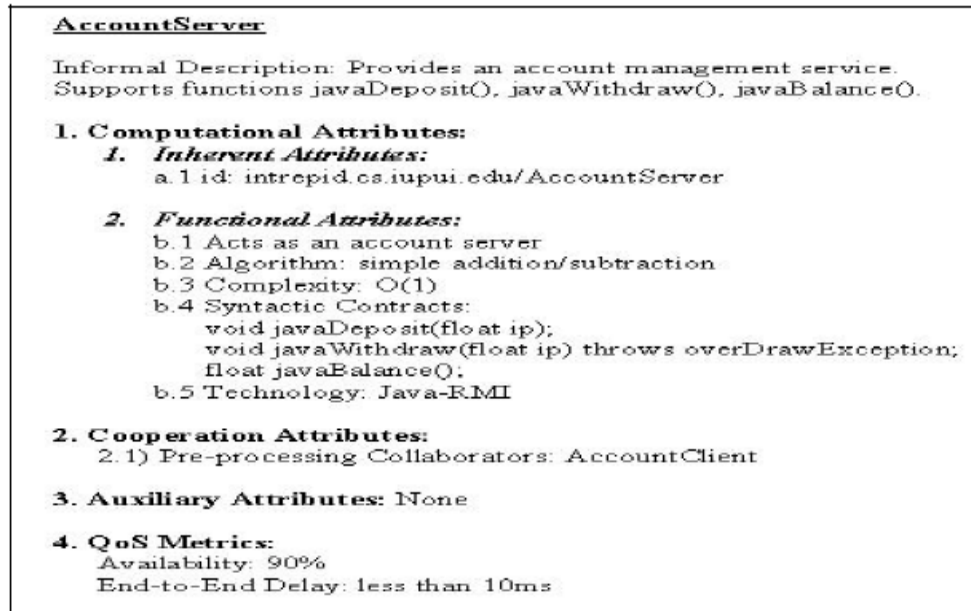 AccountServer
Informal Description: Provides an account management service.
Supports functions javaDeposit(), javaWithdraw(), javaBalance().
1. Computational Attributes:
1. Inherent Attributes:
a.1 id: intrepid.cs.iupui.edu/AccountServer
2. Functional Attributes:
b.1 Acts as an account server
b.2 Algorithm: simple addition/subtraction
b.3 Complexity: O(1)
b.4 Syntactic Contracts:
void javaDeposit(float ip);
void javaWithdraw(float ip) throws overDrawException;
float javaBalance();
b.5 Technology: Java-RMI
2. Cooperation Attributes:
2.1) Pre-processing Collaborators: AccountClient
3. Auxiliary Attributes: None
4. QoS Metrics:
Availability: 90%
End-to-End Delay: less than 10ms